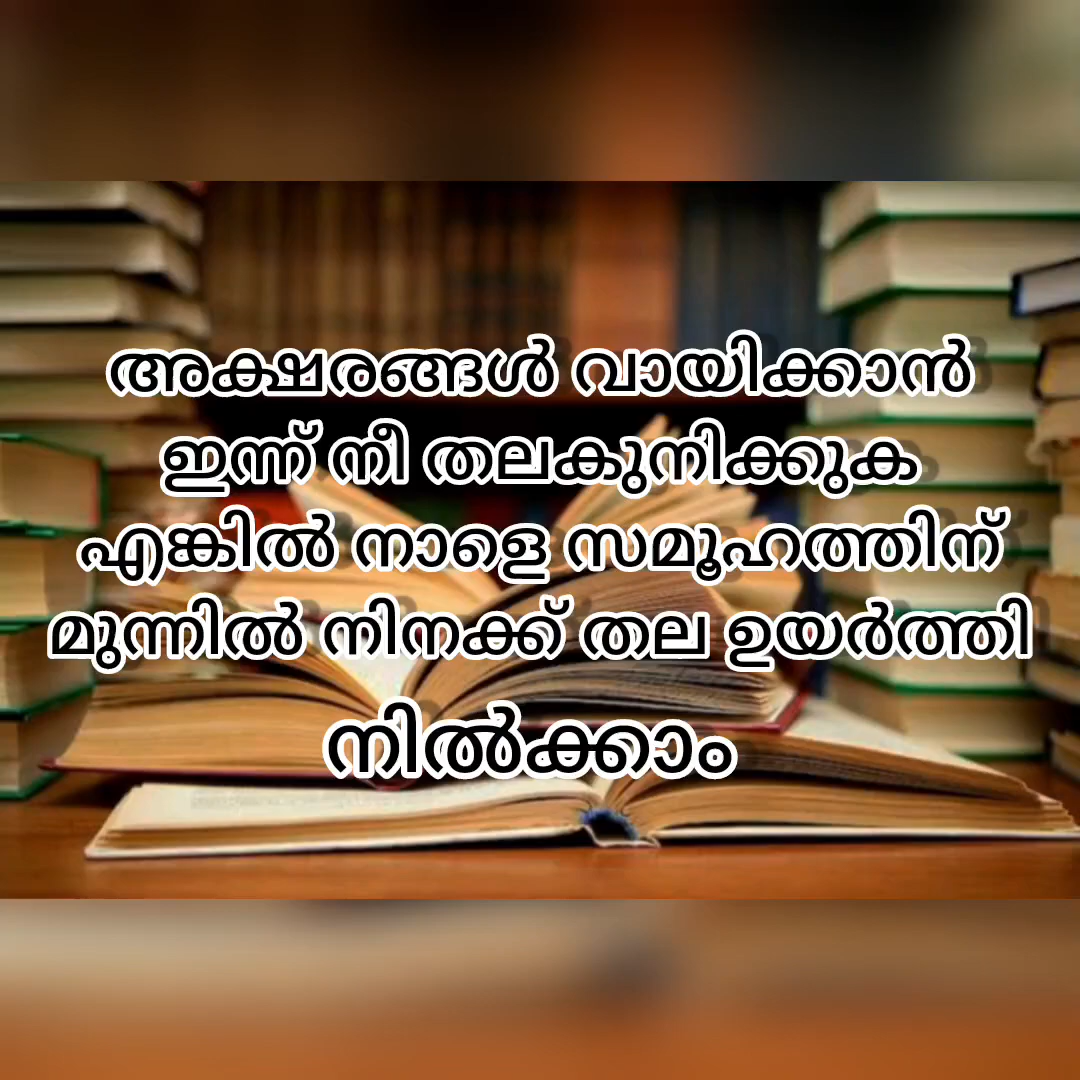 അക്ഷരങ്ങൾ വായിക്കാൻ
ഇന്ന് നീ തലകുനിക്കുക
എങ്കിൽ നാളെ സമൂഹത്തിന്
മുന്നിൽ നിനക്ക് തല ഉയർത്തി
നിൽക്കാം